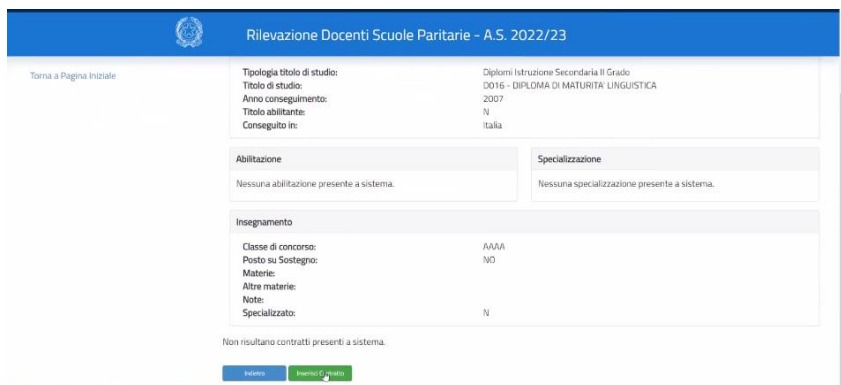 Rilevazione Docenti Scuole Paritarie - A.S. 2022/23
Torna a Pagina Iniziale
Tipologia titolo di studio: Diplomi Istruzione Secondaria II Grado
Titolo di studio: D016 - DIPLOMA DI MATURITA' LINGUISTICA
Anno conseguimento: 2007
Titolo abilitante: N
Conseguito in: Italia
Abilitazione
Nessuna abilitazione presente a sistema.
Specializzazione
Nessuna specializzazione presente a sistema.
Insegnamento
Classe di concorso: AAAA
Posto su Sostegno: NO
Materie:
Altre materie:
Note:
Specializzato: N
Non risultano contratti presenti a sistema.
Indietro Inserisci Contratto